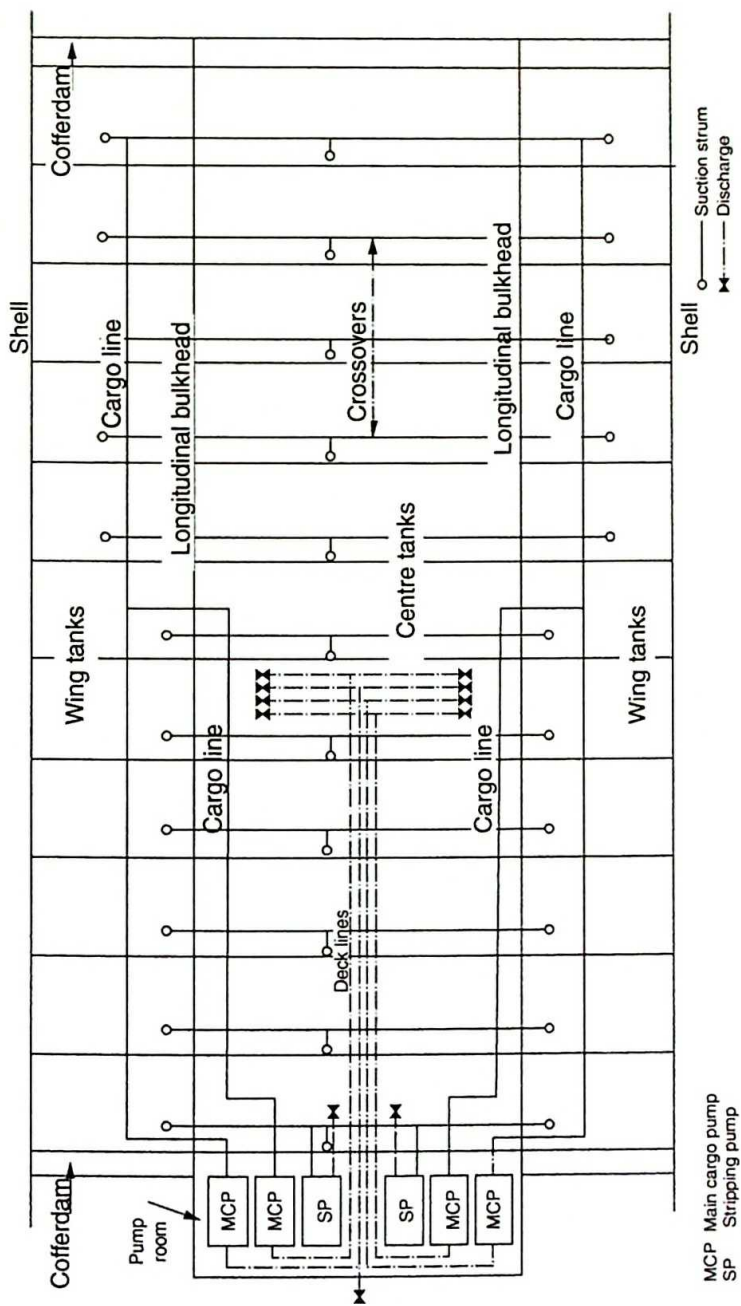 Shell
Cofferdam
Cofferdam
Wing tanks
Cargo line
Longitudinal bulkhead
Cargo line
Pump
room
MCP
MCP
SP
SP
MCP
MCP
Deck lines
Centre tanks
Crossovers
Cargo line
Longitudinal bulkhead
Cargo line
Wing tanks
Shell
MCP Main cargo pump
SP Stripping pump
Suction strum
Discharge